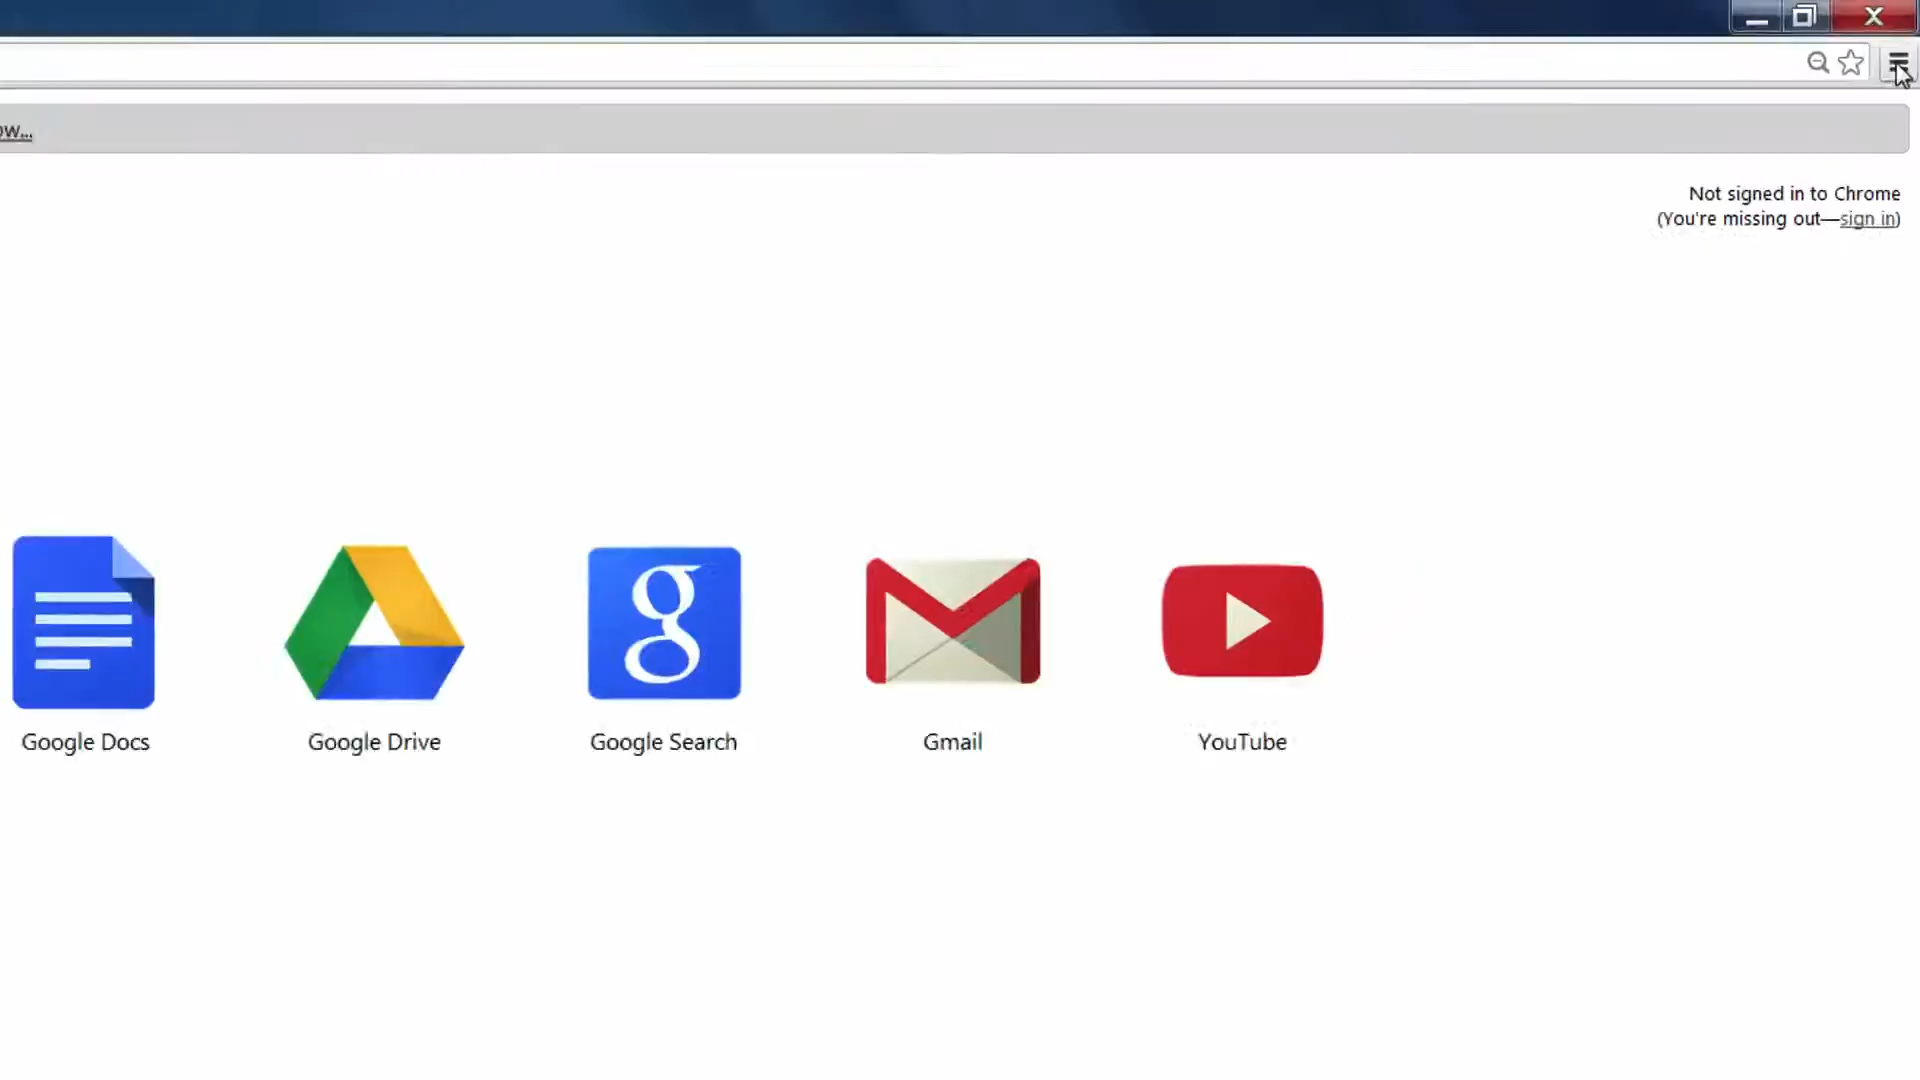 ow...
Not signed in to Chrome
(You're missing out—sign in)
g
Google Docs
Google Drive
Google Search
Gmail
YouTube